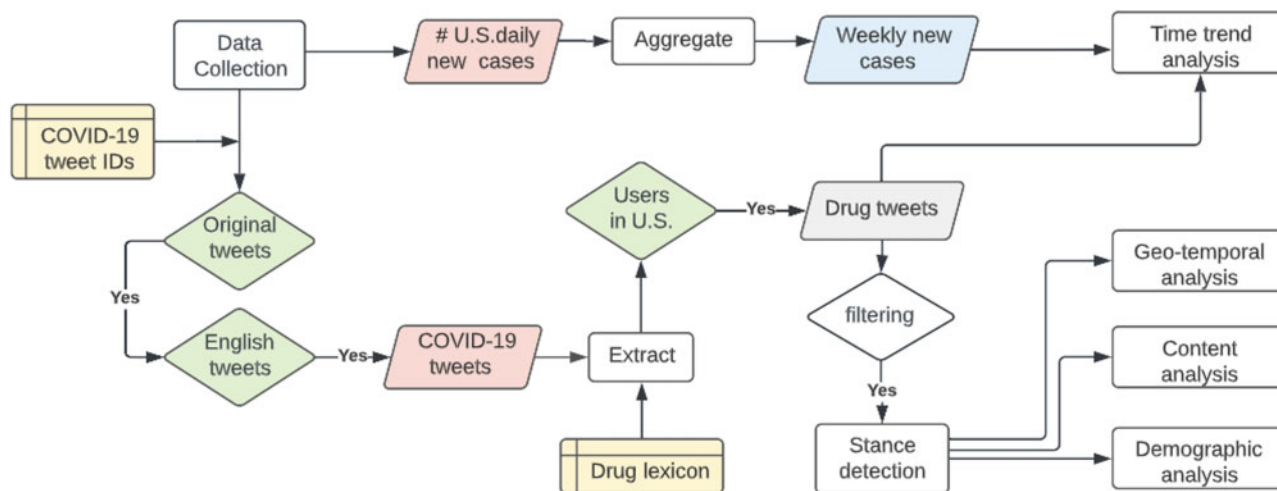 Data
Collection
# U.S.daily
new cases
Aggregate
Weekly new
cases
Time trend
analysis
COVID-19
tweet IDs
Users
in U.S.
Yes
Drug tweets
Original
tweets
Geo-temporal
analysis
Yes
filtering
English
tweets
Yes
COVID-19
tweets
Extract
Content
analysis
Yes
Drug lexicon
Stance
detection
Demographic
analysis